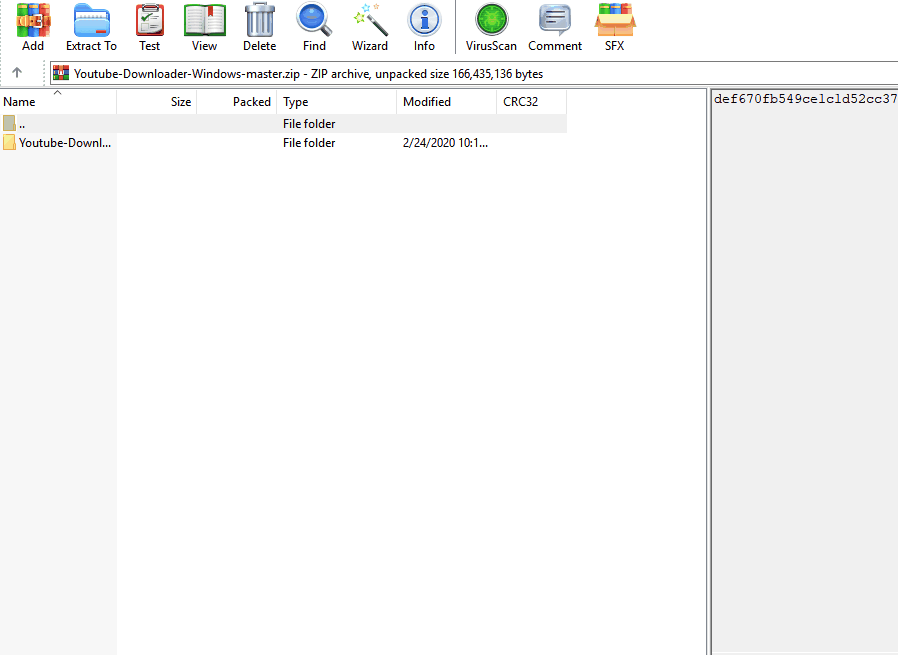 Add Extract To Test View Delete Find Wizard Info VirusScan Comment SFX
Youtube-Downloader-Windows-master.zip - ZIP archive, unpacked size 166,435,136 bytes
Name Size Packed Type Modified CRC32
.. File folder
Youtube-Downl... File folder 2/24/2020 10:1...
def670fb549ce1c1d52cc37